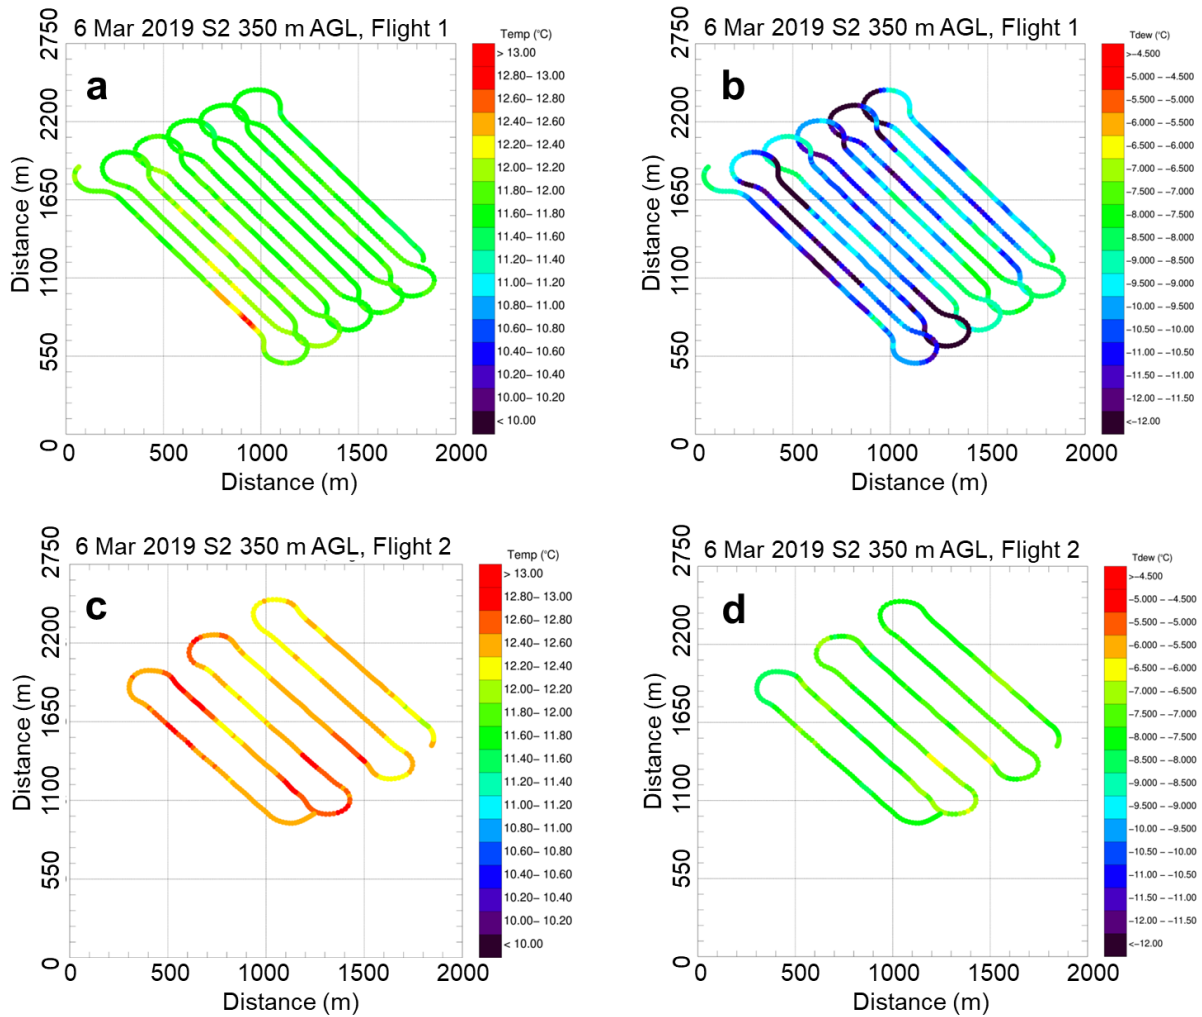 6 Mar 2019 S2 350 m AGL, Flight 1
a
Distance (m)
2750
2200
1650
1100
550
0
0 500 1000 1500 2000
Distance (m)
Temp (°C)
> 13.00
12.80– 13.00
12.60– 12.80
12.40– 12.60
12.20– 12.40
12.00– 12.20
11.80– 12.00
11.60– 11.80
11.40– 11.60
11.20– 11.40
11.00– 11.20
10.80– 11.00
10.60– 10.80
10.40– 10.60
10.20– 10.40
10.00– 10.20
< 10.00
6 Mar 2019 S2 350 m AGL, Flight 1
b
Distance (m)
2750
2200
1650
1100
550
0
0 500 1000 1500 2000
Distance (m)
Tdew (°C)
>–4.500
–4.500 – –5.000
–5.000 – –5.500
–5.500 – –6.000
–6.000 – –6.500
–6.500 – –7.000
–7.000 – –7.500
–7.500 – –8.000
–8.000 – –8.500
–8.500 – –9.000
–9.000 – –9.500
–9.500 – –10.00
–10.00 – –10.50
–10.50 – –11.00
–11.00 – –11.50
–11.50 – –12.00
<–12.00
6 Mar 2019 S2 350 m AGL, Flight 2
c
Distance (m)
2750
2200
1650
1100
550
0
0 500 1000 1500 2000
Distance (m)
Temp (°C)
> 13.00
12.80– 13.00
12.60– 12.80
12.40– 12.60
12.20– 12.40
12.00– 12.20
11.80– 12.00
11.60– 11.80
11.40– 11.60
11.20– 11.40
11.00– 11.20
10.80– 11.00
10.60– 10.80
10.40– 10.60
10.20– 10.40
10.00– 10.20
< 10.00
6 Mar 2019 S2 350 m AGL, Flight 2
d
Distance (m)
2750
2200
1650
1100
550
0
0 500 1000 1500 2000
Distance (m)
Tdew (°C)
>–4.500
–5.000 – –4.500
–5.500 – –5.000
–6.000 – –5.500
–6.500 – –6.000
–7.000 – –6.500
–7.500 – –7.000
–8.000 – –7.500
–8.500 – –8.000
–9.000 – –8.500
–9.500 – –9.000
–10.00 – –9.500
–10.50 – –10.00
–11.00 – –10.50
–11.50 – –11.00
–12.00 – –11.50
<–12.00